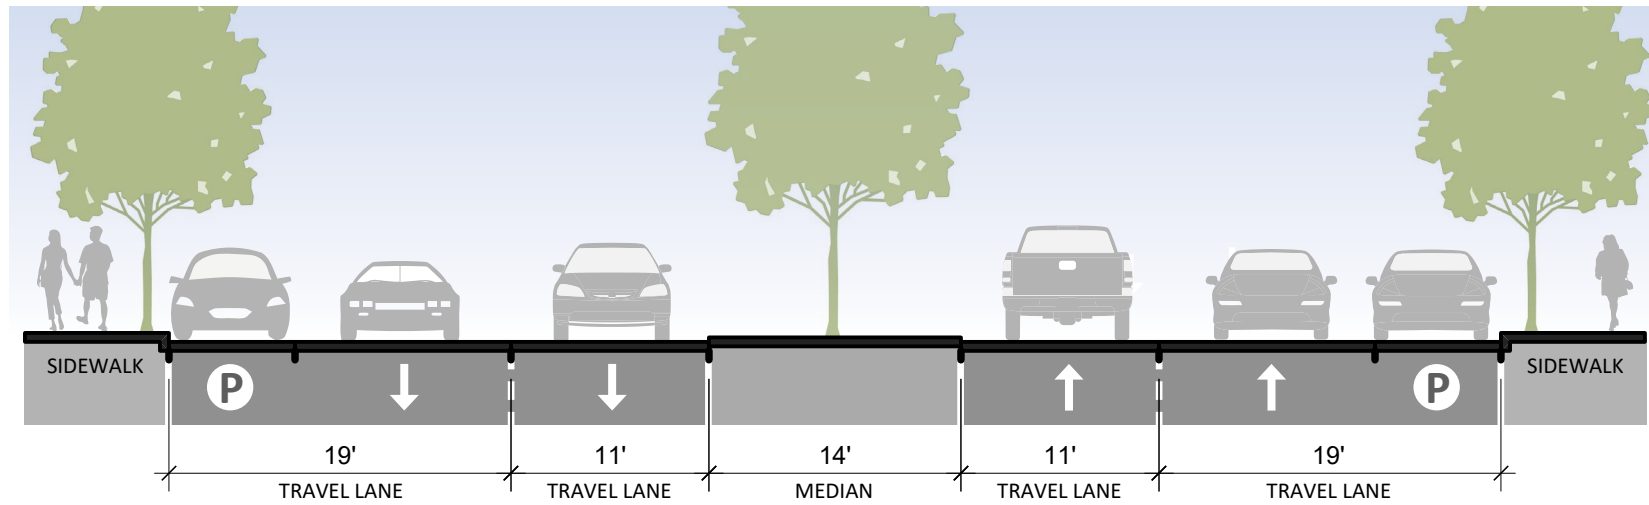 SIDEWALK
SIDEWALK
P
P
19'
11'
14'
11'
19'
TRAVEL LANE
TRAVEL LANE
MEDIAN
TRAVEL LANE
TRAVEL LANE